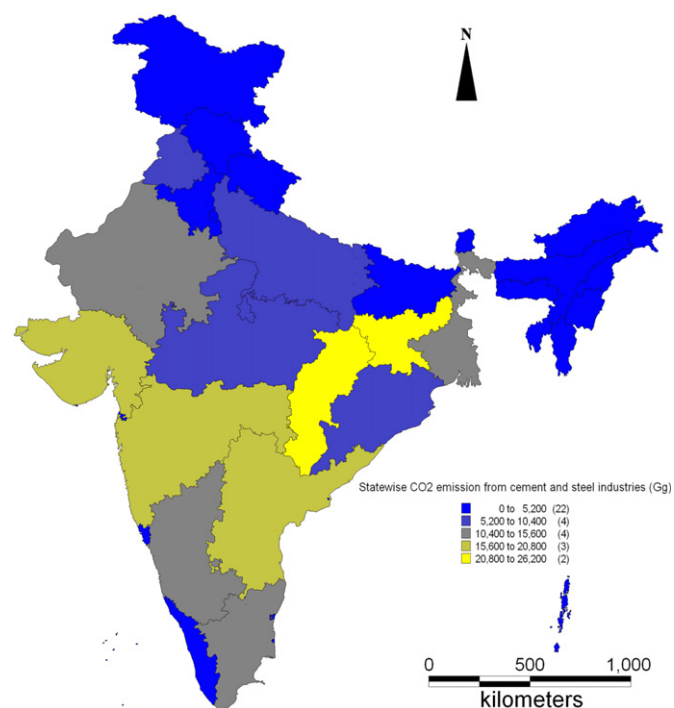 N
Statewise CO2 emission from cement and steel industries (Gg)
0 to 5,200 (22)
5,200 to 10,400 (4)
10,400 to 15,600 (4)
15,600 to 20,800 (3)
20,800 to 26,200 (2)
0 500 1,000
kilometers